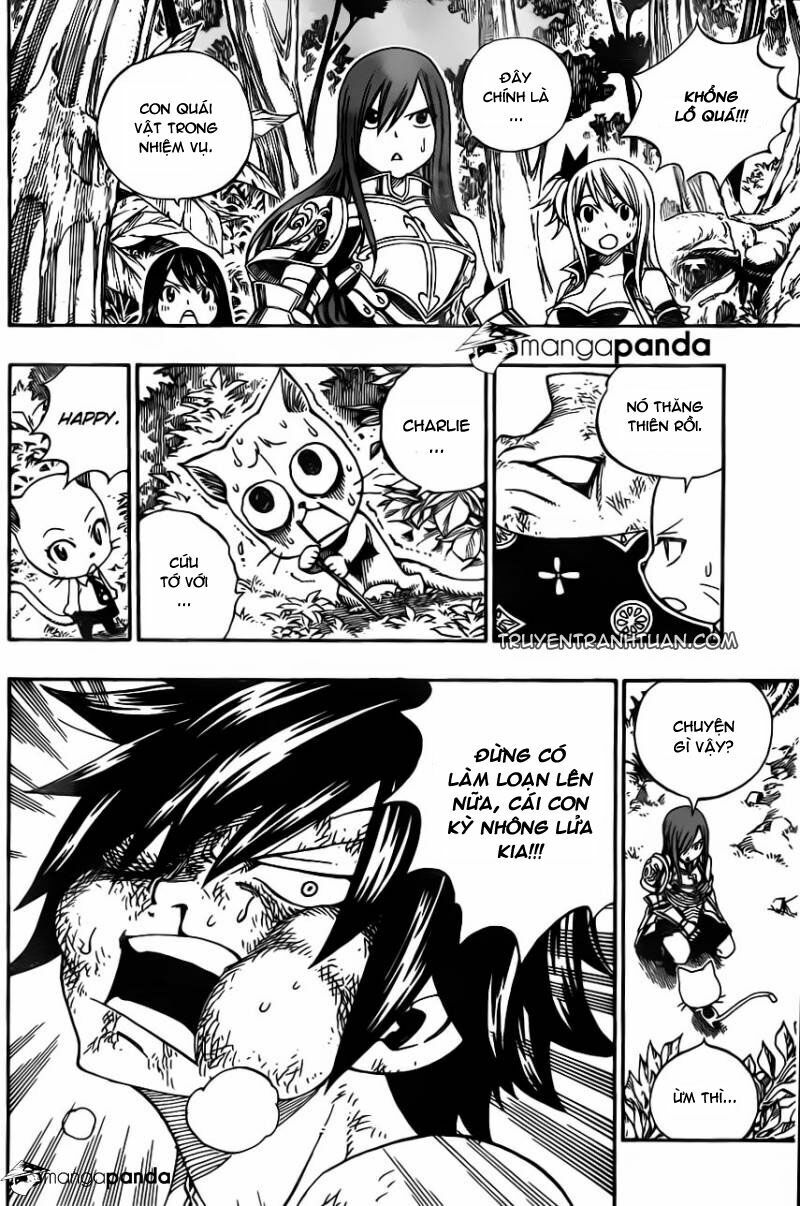 KHỔNG
LỒ QUÁ!!!
ĐÂY
CHÍNH LÀ
...
CON QUÁI
VẬT TRONG
NHIỆM VỤ.
mangapanda
NÓ THĂNG
THIÊN RỒI.
TRUYENTRANHTUAN.COM
CHARLIE
...
CỨU
TỚ VỚI
...
HAPPY.
CHUYỆN
GÌ VẬY?
ỪM THÌ...
ĐỪNG CÓ
LÀM LOẠN LÊN
NỮA, CÁI CON
KỲ NHÔNG LỬA
KIA!!!
mangapanda